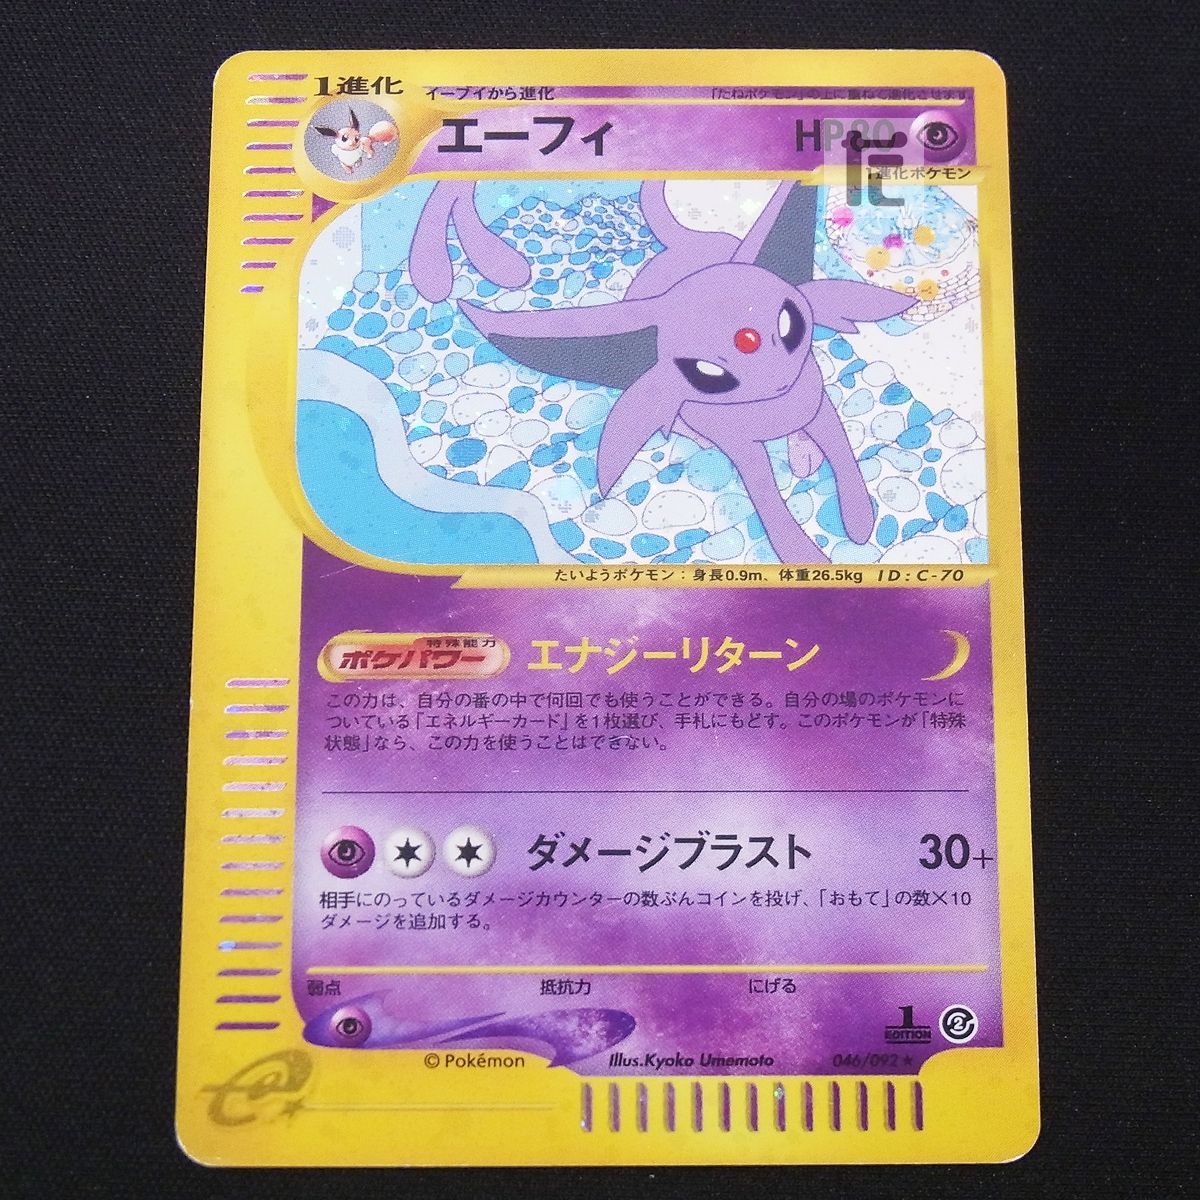 1進化
イーブイから進化
「たねポケモン」の上に重ねて進化させます
エーフィ
HP 80
1進化ポケモン
たいようポケモン：身長0.9m、体重26.5kg ID:C-70
特殊能力
ポケパワー
エナジーリターン
この力は、自分の番の中で何回でも使うことができる。自分の場のポケモンに
ついている「エネルギーカード」を1枚選び、手札にもどす。このポケモンが「特殊
状態」なら、この力を使うことはできない。
ダメージブラスト
30+
相手にのっているダメージカウンターの数ぶんコインを投げ、「おもて」の数×10
ダメージを追加する。
弱点
抵抗力
にげる
1
EDITION
2
© Pokémon
Illus.Kyoko Umemoto
046/092★
e